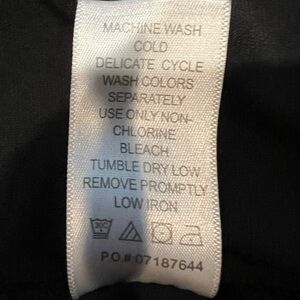 MACHINE WASH
COLD
DELICATE CYCLE
WASH COLORS
SEPARATELY
USE ONLY NON-
CHLORINE
BLEACH
TUMBLE DRY LOW
REMOVE PROMPTLY
LOW IRON
P.O # 07187644